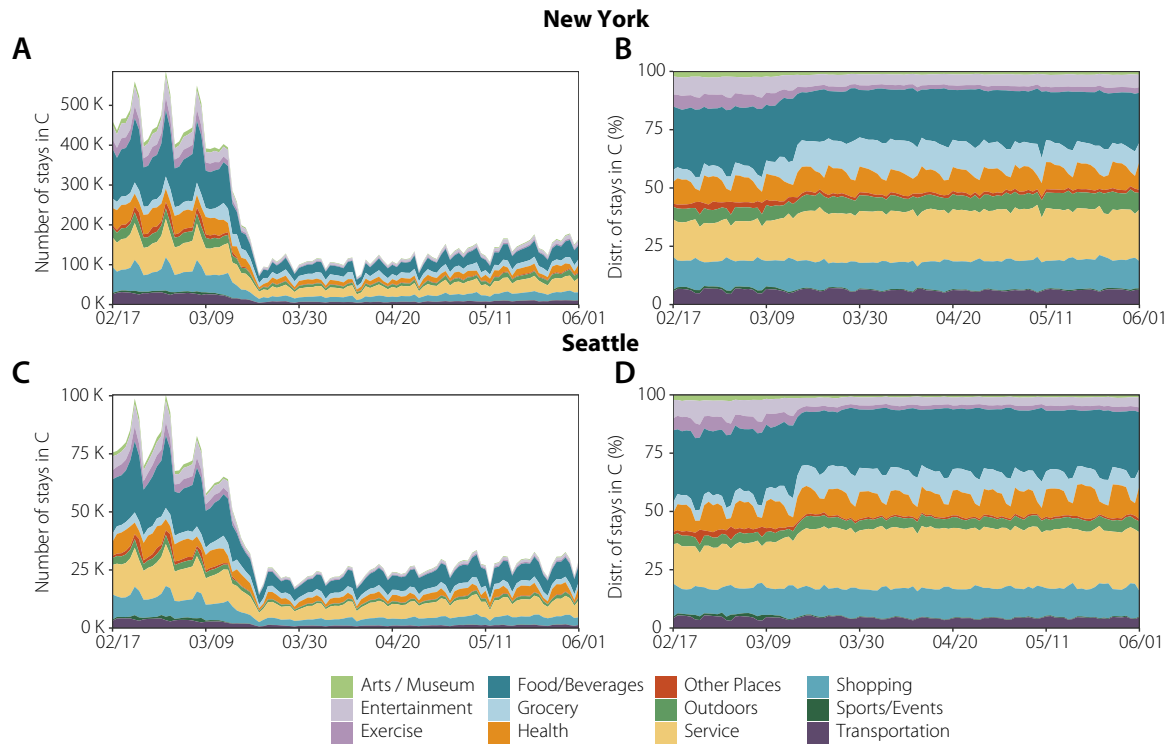 New York
A
B
Number of stays in C
500 K
400 K
300 K
200 K
100 K
0 K
02/17
03/09
03/30
04/20
05/11
06/01
Distr. of stays in C (%)
100
75
50
25
0
02/17
03/09
03/30
04/20
05/11
06/01
Seattle
C
D
Number of stays in C
100 K
75 K
50 K
25 K
0 K
02/17
03/09
03/30
04/20
05/11
06/01
Distr. of stays in C (%)
100
75
50
25
0
02/17
03/09
03/30
04/20
05/11
06/01
Arts / Museum
Food/Beverages
Other Places
Shopping
Entertainment
Grocery
Outdoors
Sports/Events
Exercise
Health
Service
Transportation